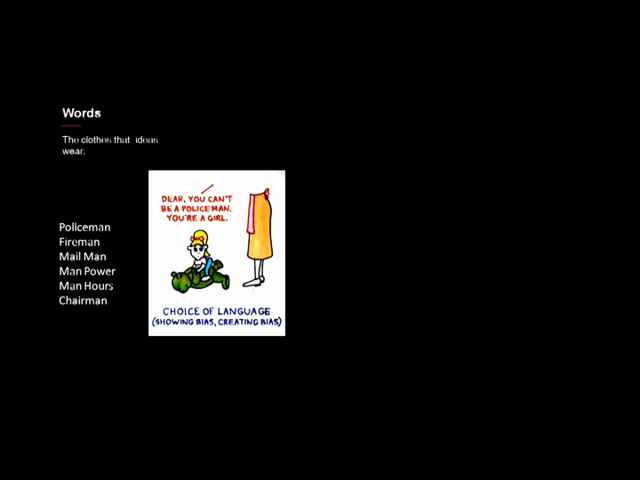 Words
The clothes that ideas
wear.
DEAR, YOU CAN'T
BE A POLICEMAN.
YOU'RE A GIRL.
Policeman
Fireman
Mail Man
Man Power
Man Hours
Chairman
CHOICE OF LANGUAGE
(SHOWING BIAS, CREATING BIAS)